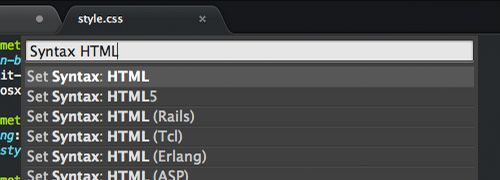 style.css
Syntax HTML
Set Syntax: HTML
Set Syntax: HTML5
Set Syntax: HTML (Rails)
Set Syntax: HTML (Tcl)
Set Syntax: HTML (Erlang)
Set Syntax: HTML (ASP)